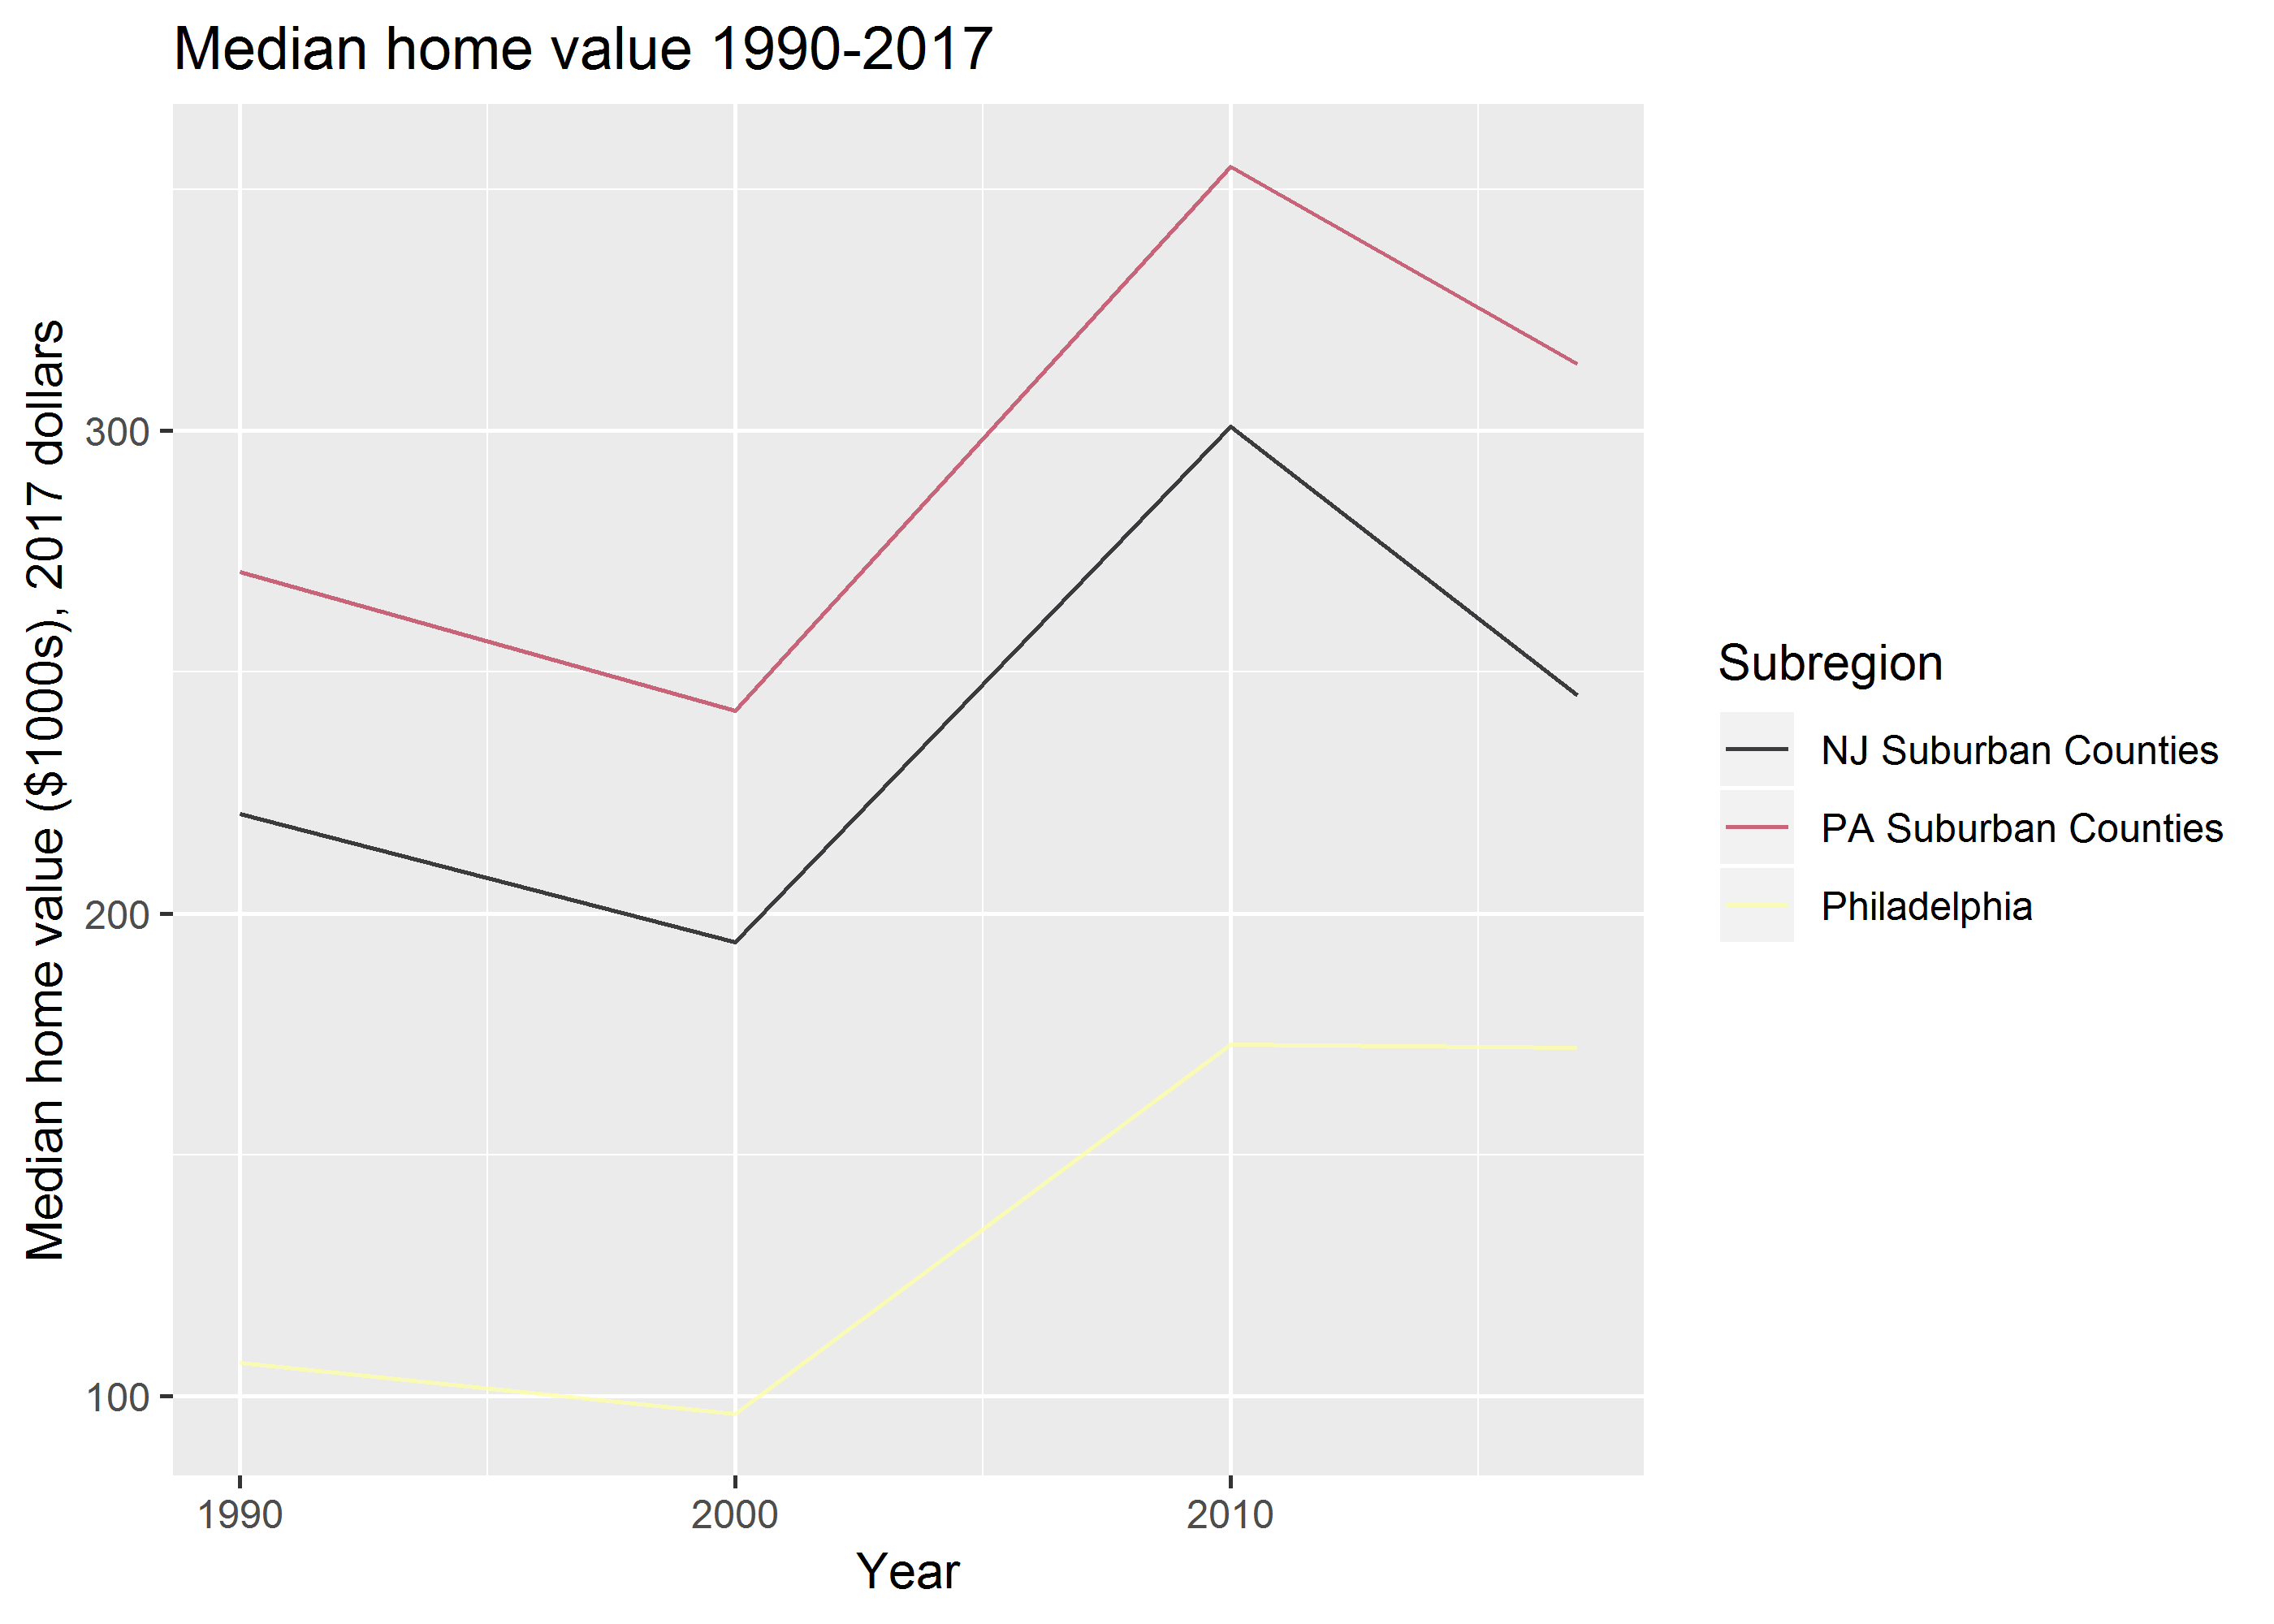 Median home value 1990-2017
Median home value ($1000s), 2017 dollars
300
200
100
1990
2000
2010
Year
Subregion
NJ Suburban Counties
PA Suburban Counties
Philadelphia